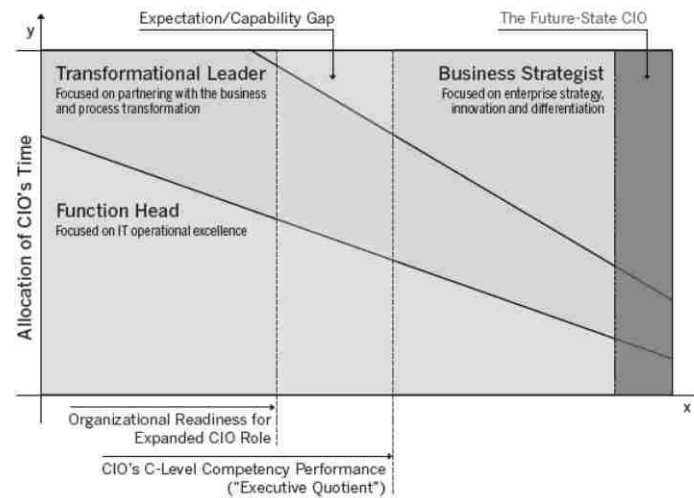 y
Expectation/Capability Gap
The Future-State CIO
Transformational Leader
Focused on partnering with the business
and process transformation
Business Strategist
Focused on enterprise strategy,
innovation and differentiation
Allocation of CIO's Time
Function Head
Focused on IT operational excellence
x
Organizational Readiness for
Expanded CIO Role
CIO's C-Level Competency Performance
("Executive Quotient")